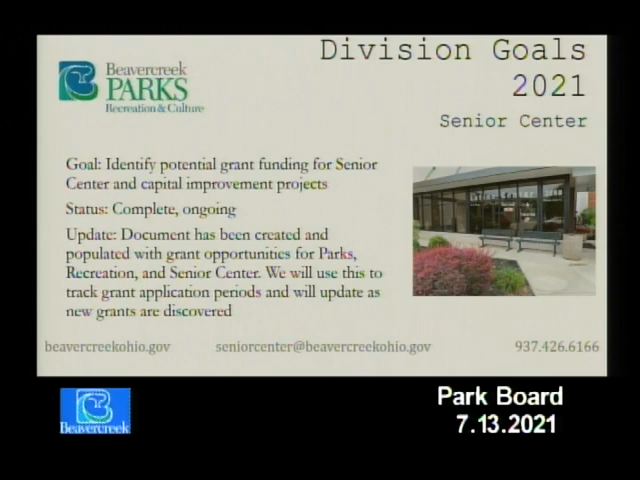 Division Goals
2021
Senior Center
Beavercreek
PARKS
Recreation & Culture
Goal: Identify potential grant funding for Senior
Center and capital improvement projects
Status: Complete, ongoing
Update: Document has been created and
populated with grant opportunities for Parks,
Recreation, and Senior Center. We will use this to
track grant application periods and will update as
new grants are discovered
beavercreekohio.gov seniorcenter@beavercreekohio.gov 937.426.6166
Beavercreek
Park Board
7.13.2021